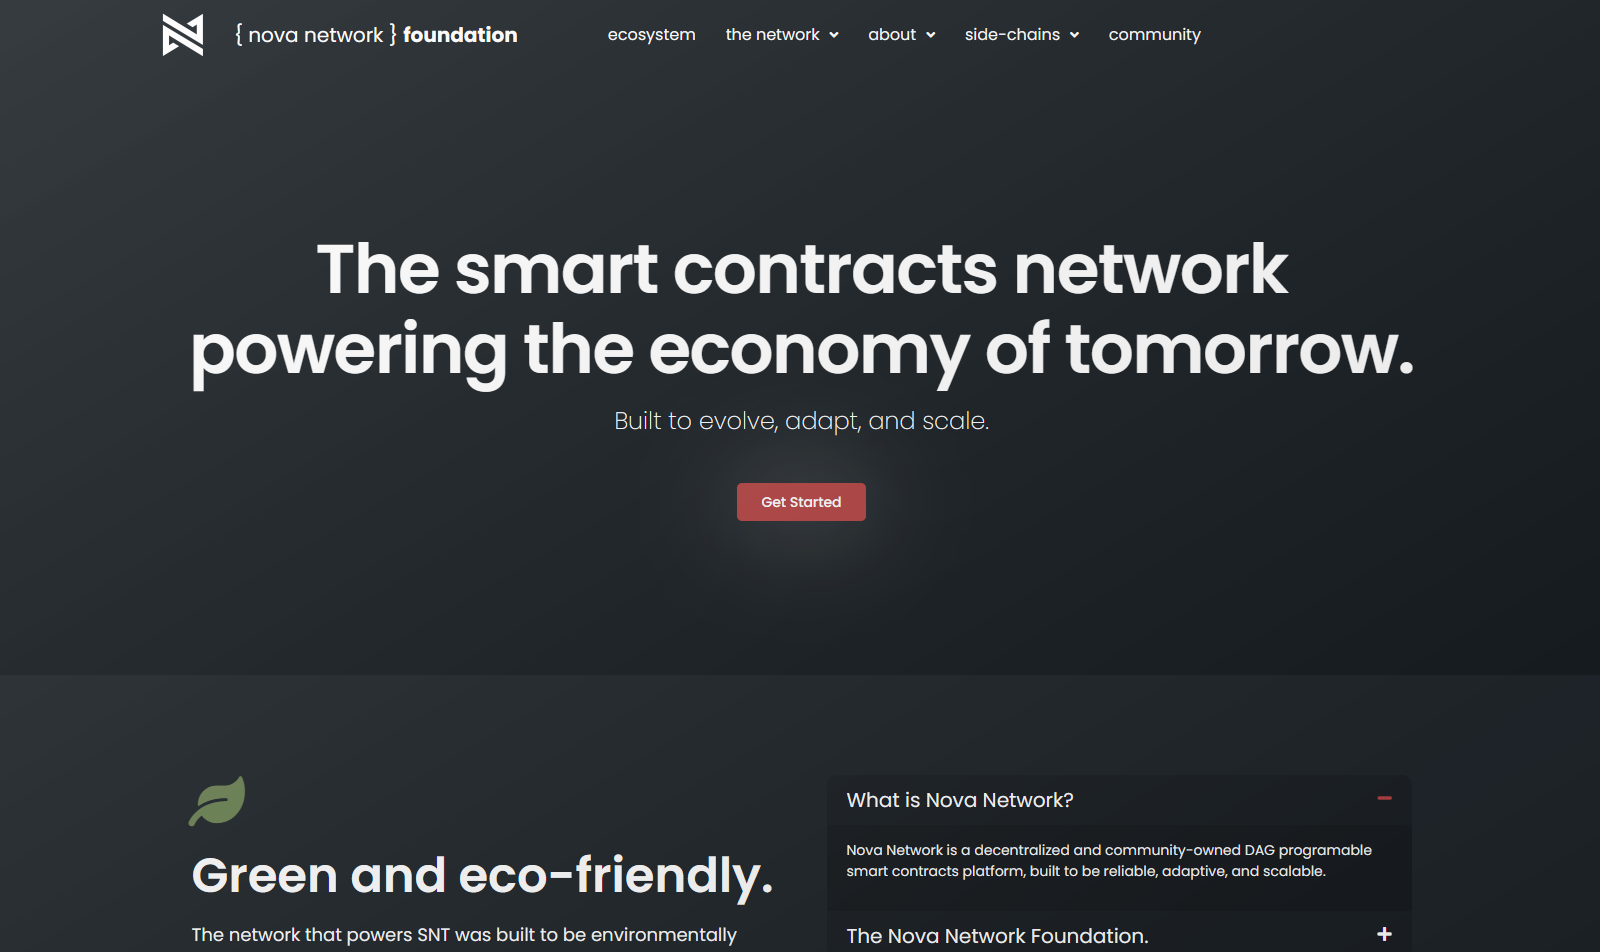 { nova network } foundation
ecosystem
the network
about
side-chains
community
The smart contracts network
powering the economy of tomorrow.
Built to evolve, adapt, and scale.
Get Started
Green and eco-friendly.
The network that powers SNT was built to be environmentally
What is Nova Network?
Nova Network is a decentralized and community-owned DAG programable
smart contracts platform, built to be reliable, adaptive, and scalable.
The Nova Network Foundation.